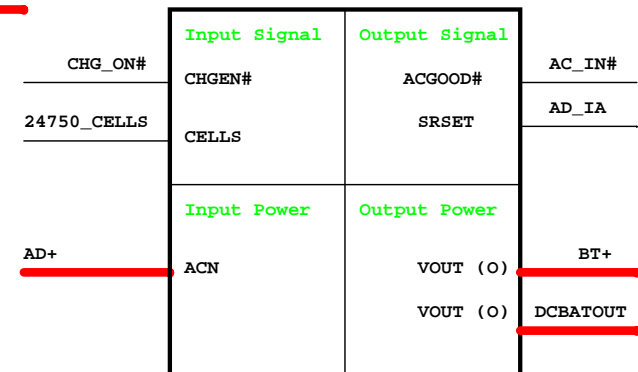 Input Signal Output Signal
CHG_ON# CHGEN# ACGOOD# AC_IN#
24750_CELLS CELLS SRSET AD_IA
Input Power Output Power
AD+ ACN VOUT (O) BT+
VOUT (O) DCBATOUT